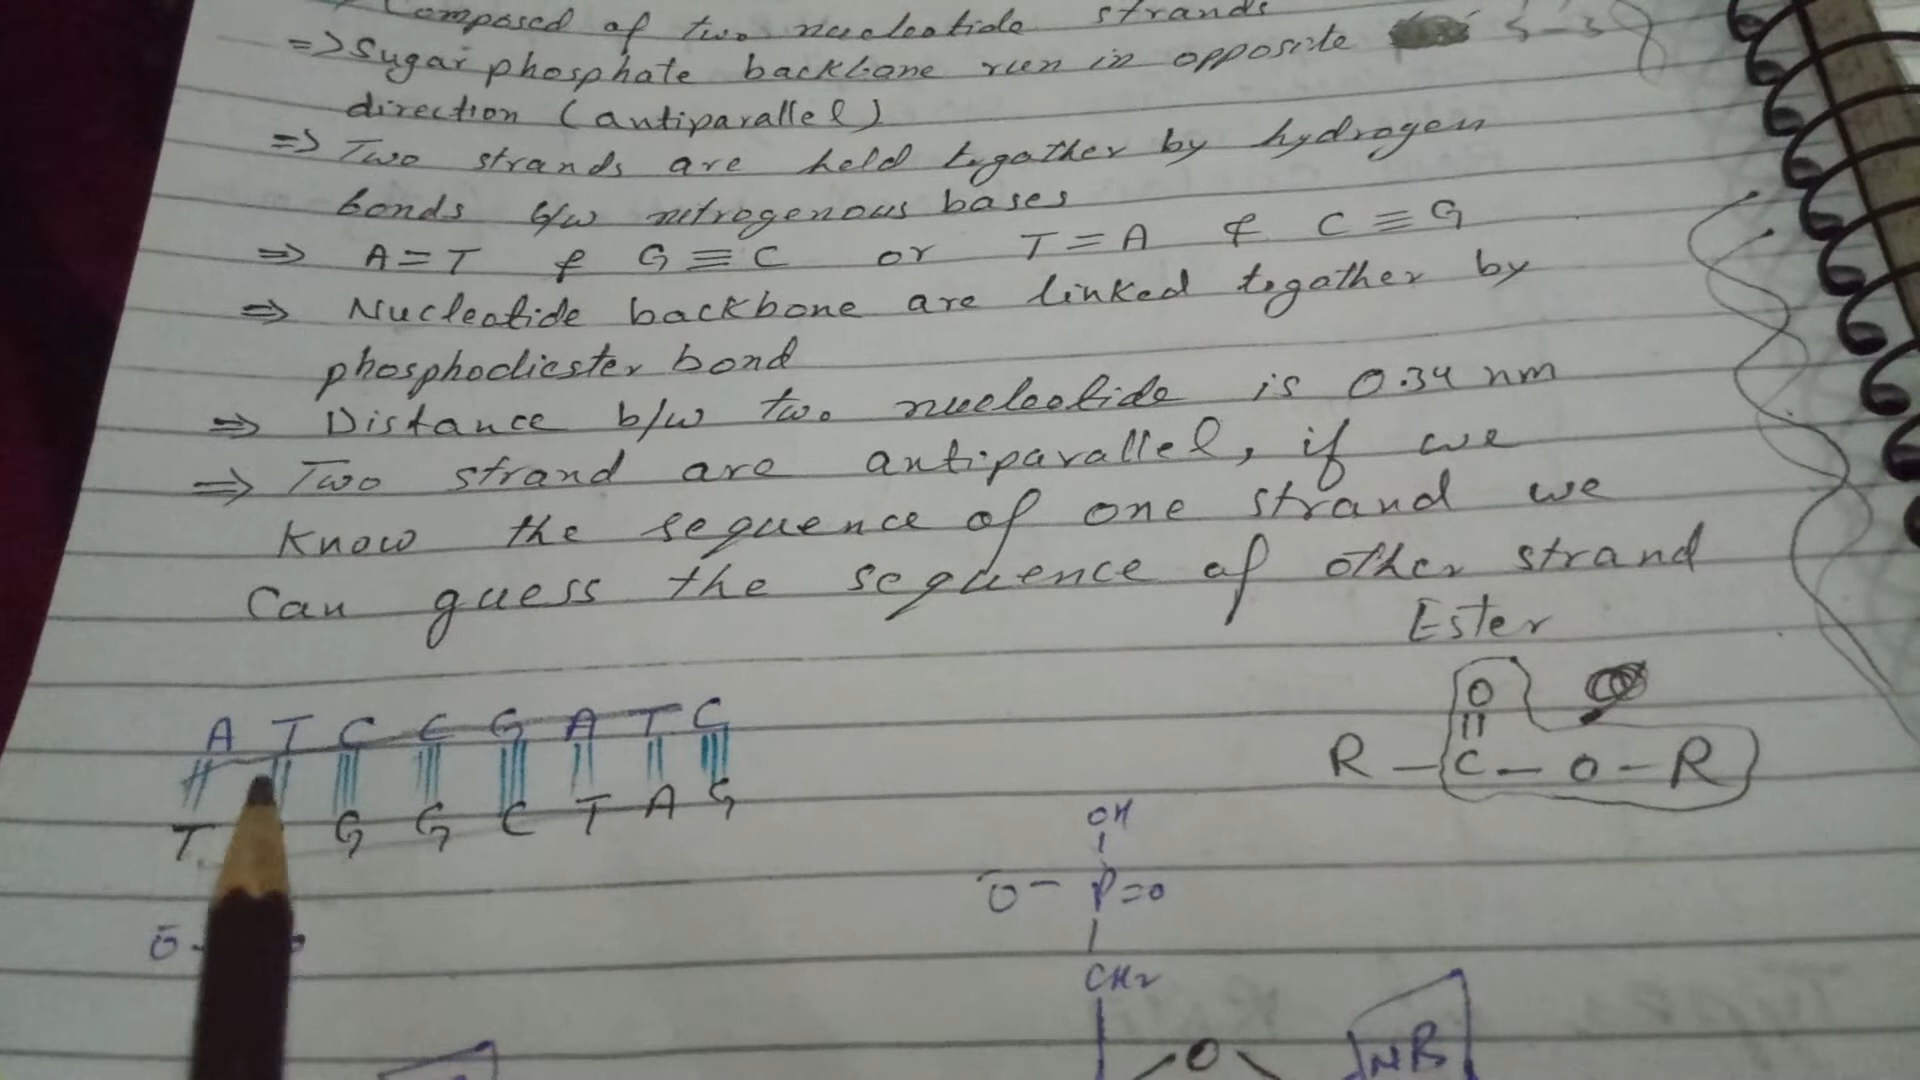 Composed of two nucleotide strands
=> Sugar phosphate backbone run in opposite
direction (antiparallel)
=> Two strands are held togather by hydrogen
bonds b/w nitrogenous bases
=> A=T & G≡C or T=A & C≡G
=> Nucleotide backbone are linked togather by
phosphodiester bond
=> Distance b/w two nucleotide is 0.34 nm
=> Two strand are antiparallel, if we
Know the sequence of one strand we
Can guess the sequence of other strand
Ester
A T C C G A T C
T G G C T A G
O
R - C - O - R
OH
O⁻ - P=O
CH2
O
NB